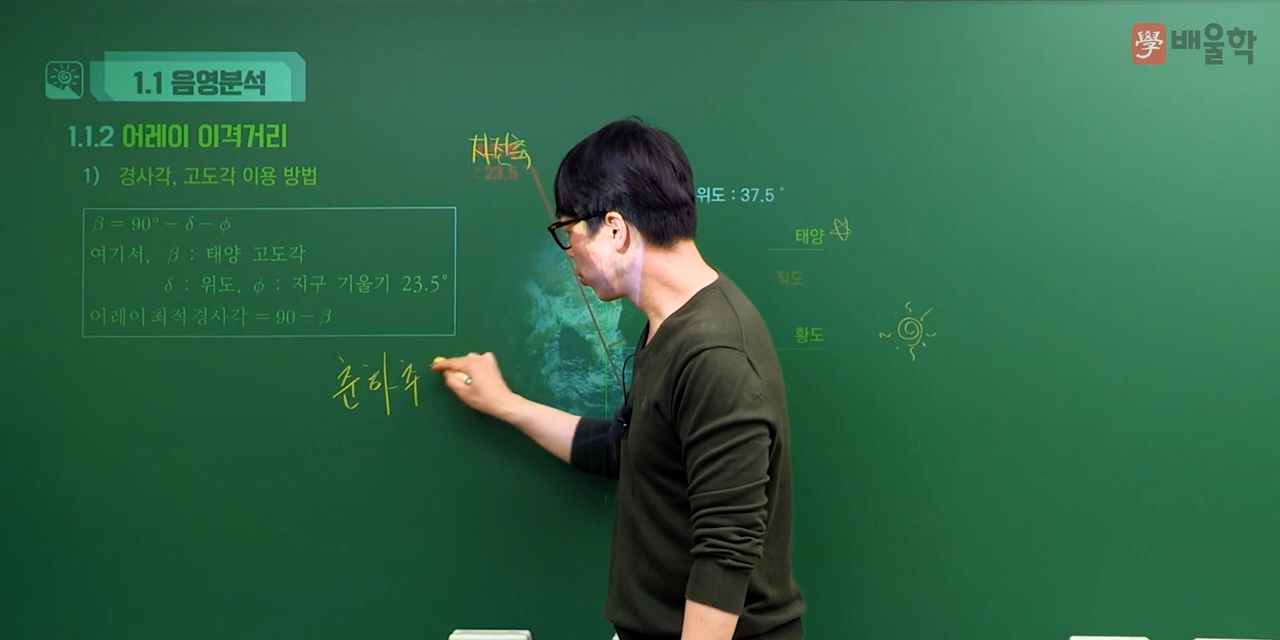 學 배울학
1.1 음영분석
1.1.2 어레이 이격거리
1) 경사각, 고도각 이용 방법
β = 90° − δ − φ
여기서, β : 태양 고도각
δ : 위도, φ : 지구 기울기 23.5°
어레이 최적 경사각 = 90 − β
춘하추
자전축
: 23.5
위도 : 37.5°
태양
적도
황도